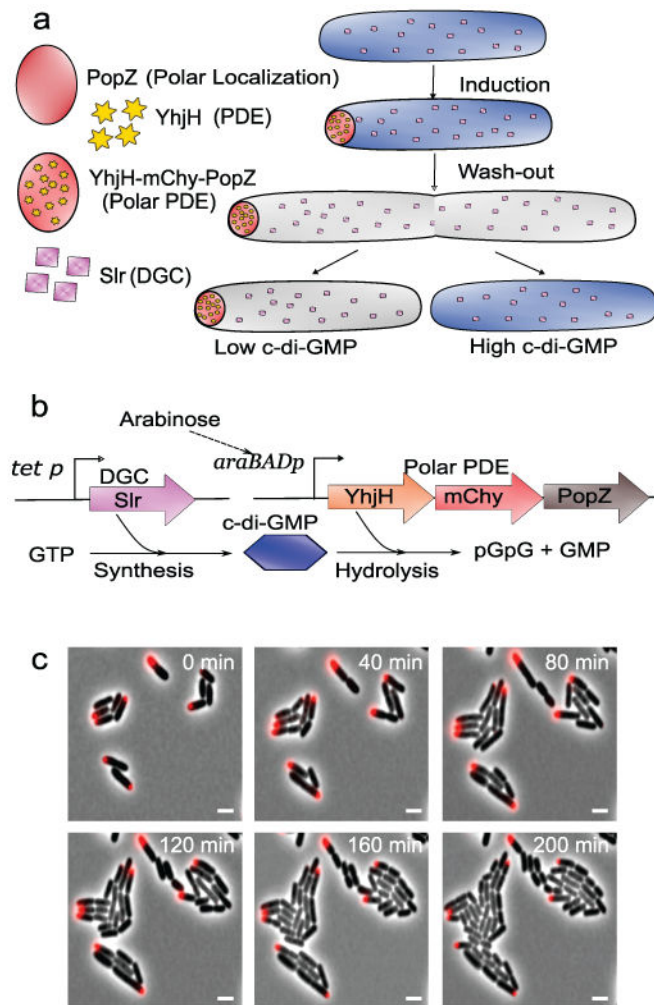 a
PopZ (Polar Localization)
YhjH (PDE)
YhjH-mChy-PopZ
(Polar PDE)
Slr (DGC)
Induction
Wash-out
Low c-di-GMP
High c-di-GMP
b
Arabinose
tet p
DGC
Slr
araBADp
Polar PDE
YhjH
mChy
PopZ
c-di-GMP
GTP
Synthesis
Hydrolysis
pGpG + GMP
c
0 min
40 min
80 min
120 min
160 min
200 min